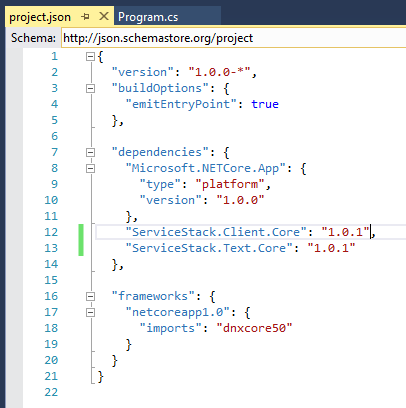 project.json Program.cs
Schema: http://json.schemastore.org/project
1 {
2 "version": "1.0.0-*",
3 "buildOptions": {
4 "emitEntryPoint": true
5 },
6
7 "dependencies": {
8 "Microsoft.NETCore.App": {
9 "type": "platform",
10 "version": "1.0.0"
11 },
12 "ServiceStack.Client.Core": "1.0.1",
13 "ServiceStack.Text.Core": "1.0.1"
14 },
15
16 "frameworks": {
17 "netcoreapp1.0": {
18 "imports": "dnxcore50"
19 }
20 }
21 }
22